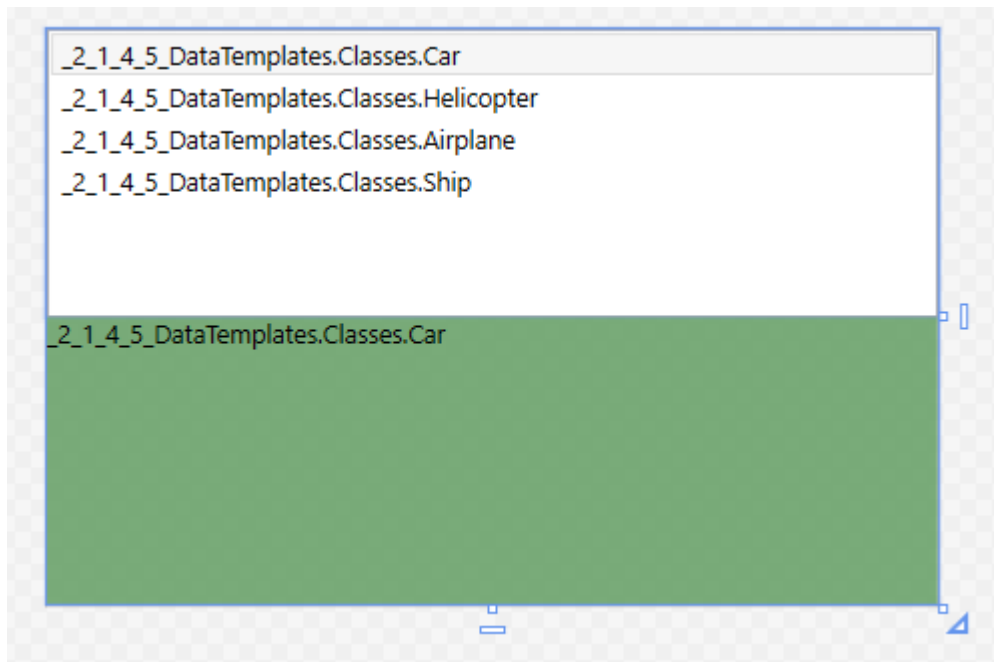 _2_1_4_5_DataTemplates.Classes.Car
_2_1_4_5_DataTemplates.Classes.Helicopter
_2_1_4_5_DataTemplates.Classes.Airplane
_2_1_4_5_DataTemplates.Classes.Ship
_2_1_4_5_DataTemplates.Classes.Car